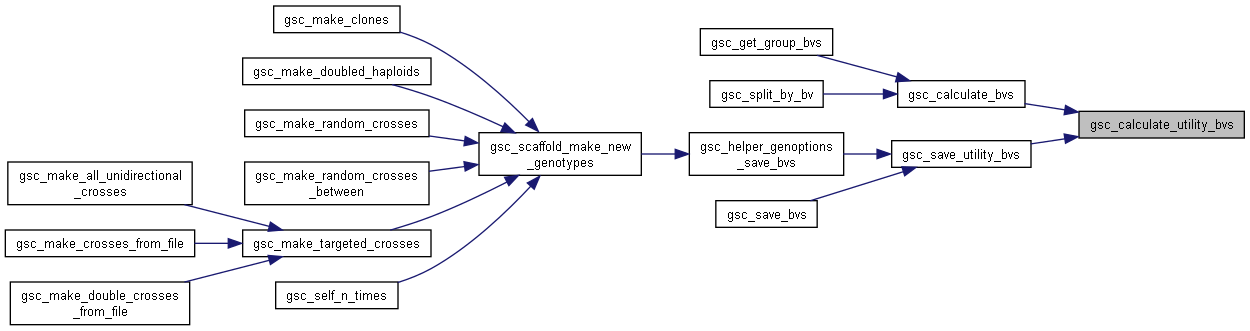 gsc_make_clones
gsc_make_doubled_haploids
gsc_make_random_crosses
gsc_make_random_crosses
_between
gsc_make_all_unidirectional
_crosses
gsc_make_crosses_from_file
gsc_make_double_crosses
_from_file
gsc_make_targeted_crosses
gsc_self_n_times
gsc_scaffold_make_new
_genotypes
gsc_helper_genoptions
_save_bvs
gsc_get_group_bvs
gsc_split_by_bv
gsc_save_bvs
gsc_calculate_bvs
gsc_save_utility_bvs
gsc_calculate_utility_bvs